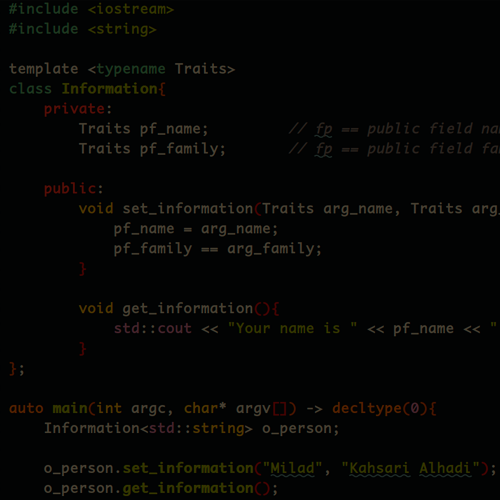 #include <iostream>
#include <string>
template <typename Traits>
class Information{
private:
Traits pf_name; // fp == public field
Traits pf_family; // fp == public field
public:
void set_information(Traits arg_name, Traits
pf_name = arg_name;
pf_family == arg_family;
}
void get_information(){
std::cout << "Your name is " << pf_name << "
}
};
auto main(int argc, char* argv[]) -> decltype(0){
Information<std::string> o_person;
o_person.set_information("Milad", "Kahsari Alhadi");
o_person.get_information();